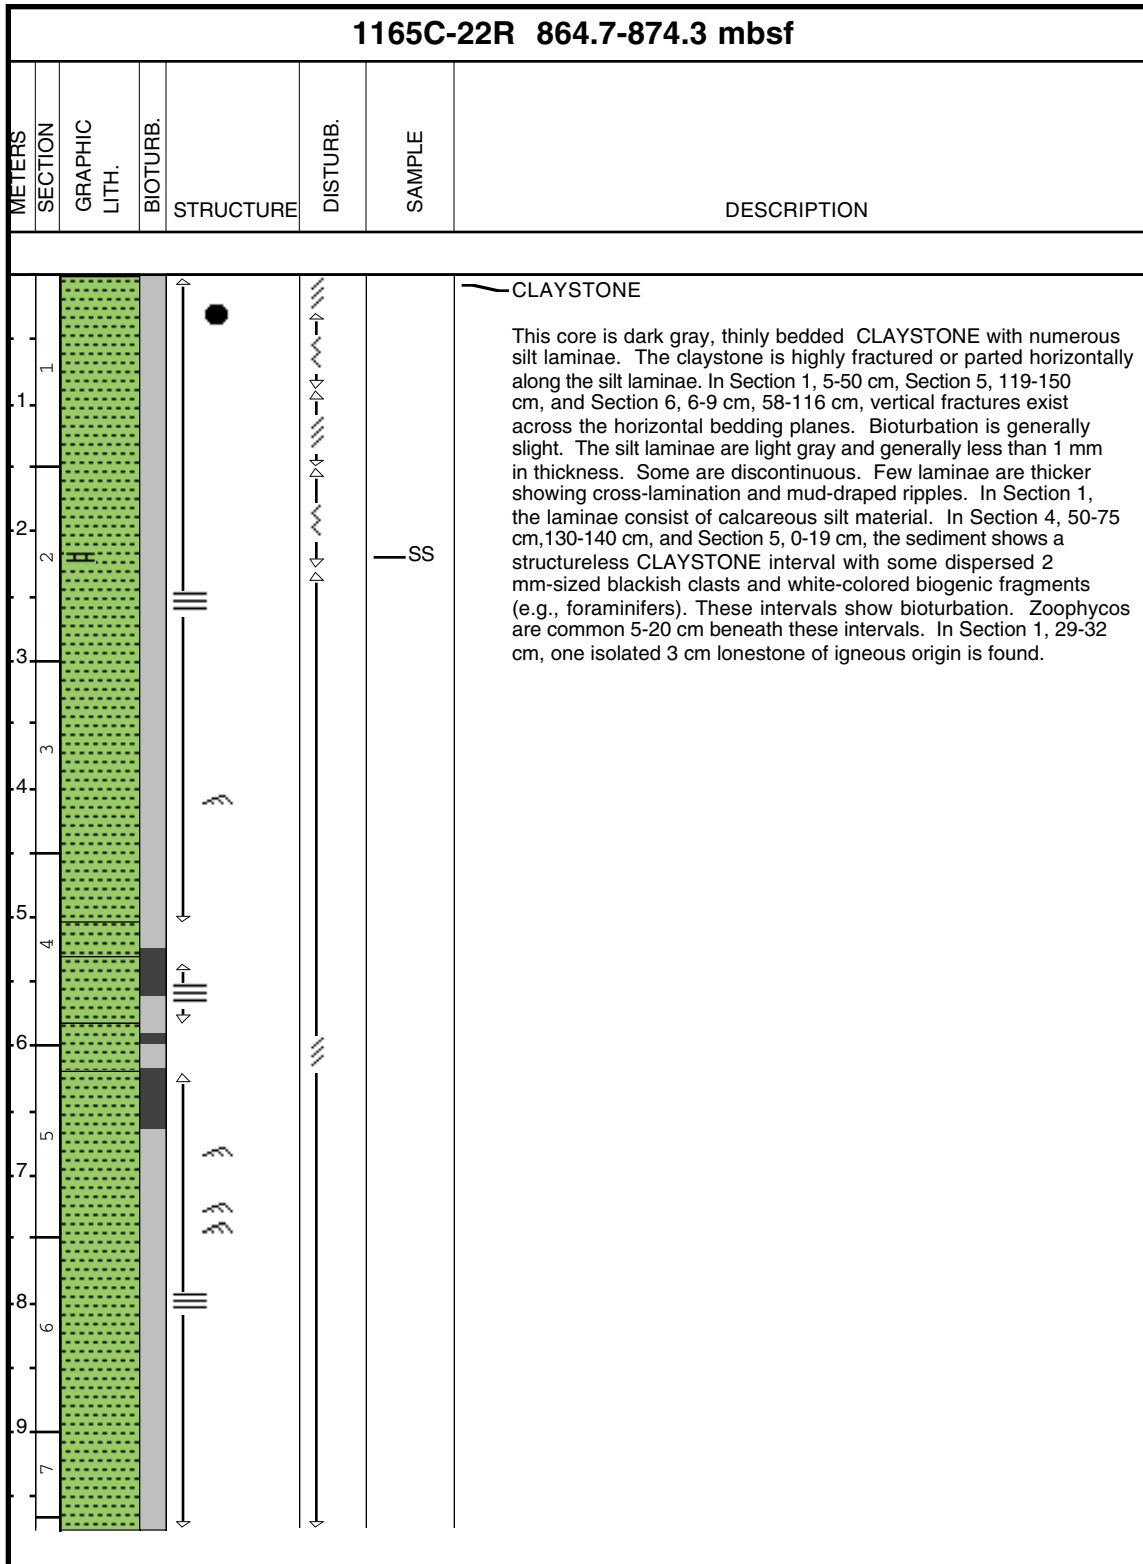 1165C-22R 864.7-874.3 mbsf
METERS
SECTION
GRAPHIC
LITH.
BIOTURB.
STRUCTURE
DISTURB.
SAMPLE
DESCRIPTION
CLAYSTONE
This core is dark gray, thinly bedded CLAYSTONE with numerous
silt laminae. The claystone is highly fractured or parted horizontally
along the silt laminae. In Section 1, 5-50 cm, Section 5, 119-150
cm, and Section 6, 6-9 cm, 58-116 cm, vertical fractures exist
across the horizontal bedding planes. Bioturbation is generally
slight. The silt laminae are light gray and generally less than 1 mm
in thickness. Some are discontinuous. Few laminae are thicker
showing cross-lamination and mud-draped ripples. In Section 1,
the laminae consist of calcareous silt material. In Section 4, 50-75
cm,130-140 cm, and Section 5, 0-19 cm, the sediment shows a
structureless CLAYSTONE interval with some dispersed 2
mm-sized blackish clasts and white-colored biogenic fragments
(e.g., foraminifers). These intervals show bioturbation. Zoophycos
are common 5-20 cm beneath these intervals. In Section 1, 29-32
cm, one isolated 3 cm lonestone of igneous origin is found.
SS
1
2
3
4
5
6
7
8
9
1
2
3
4
5
6
7